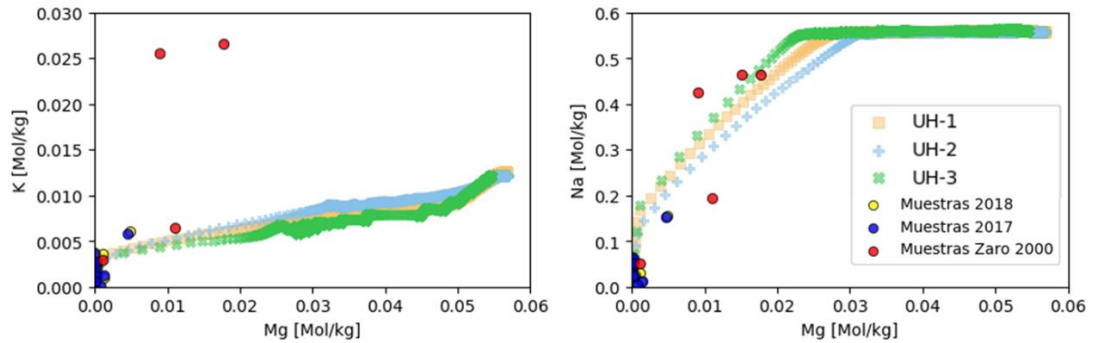 0.030
0.025
0.020
0.015
0.010
0.005
0.000
K [Mol/kg]
0.00 0.01 0.02 0.03 0.04 0.05 0.06
Mg [Mol/kg]
0.6
0.5
0.4
0.3
0.2
0.1
0.0
Na [Mol/kg]
0.00 0.01 0.02 0.03 0.04 0.05 0.06
Mg [Mol/kg]
UH-1
UH-2
UH-3
Muestras 2018
Muestras 2017
Muestras Zaro 2000